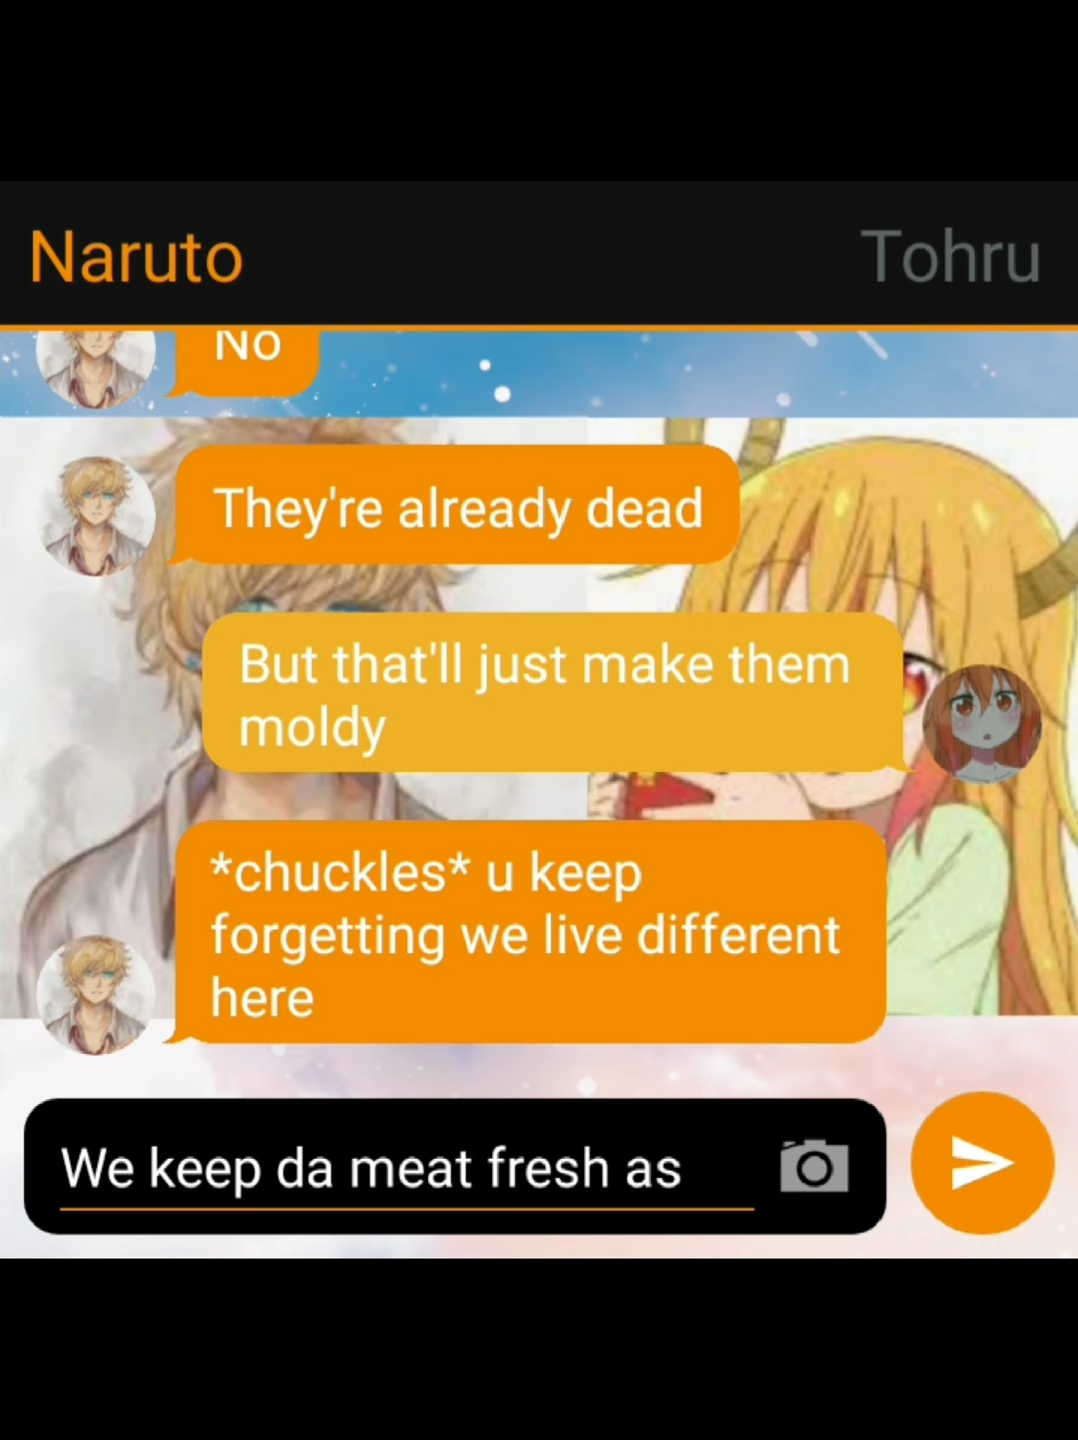 Naruto
Tohru
No
They're already dead
But that'll just make them
moldy
*chuckles* u keep
forgetting we live different
here
We keep da meat fresh as